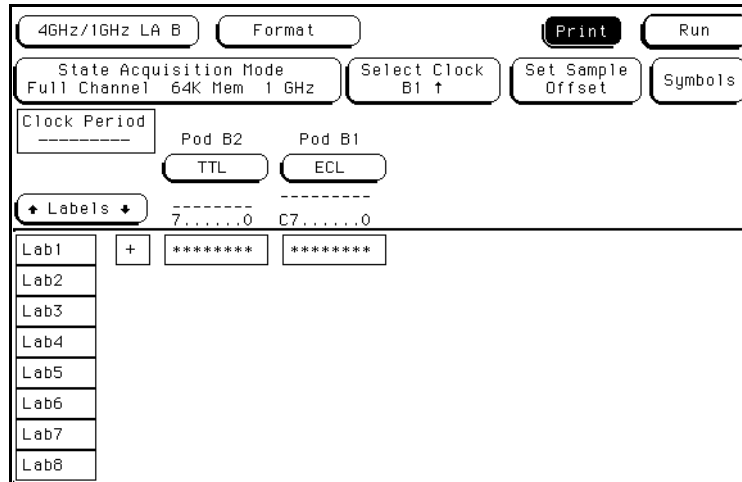 4GHz/1GHz LA B Format Print Run
State Acquisition Mode Select Clock Set Sample Symbols
Full Channel 64K Mem 1 GHz B1 ↑ Offset
Clock Period
--------- Pod B2 Pod B1
TTL ECL
↑ Labels ↓ -------- ---------
7......0 C7......0
Lab1 + ******** ********
Lab2
Lab3
Lab4
Lab5
Lab6
Lab7
Lab8